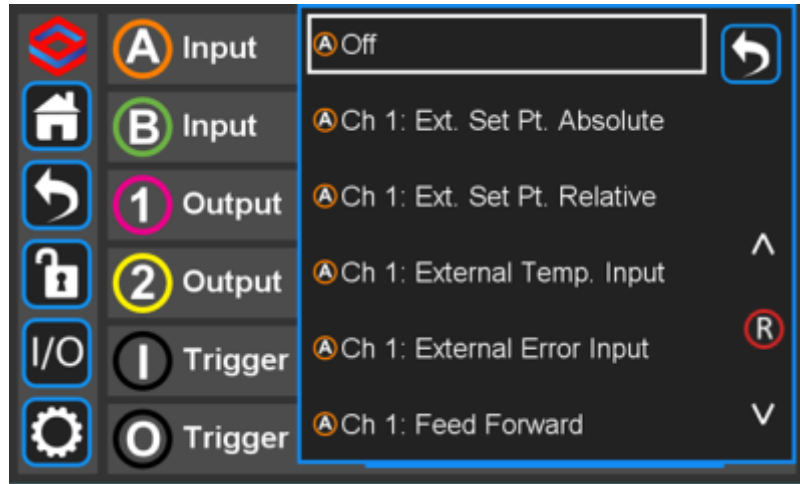 A Input
B Input
1 Output
2 Output
I/O
I Trigger
O Trigger
A Off
A Ch 1: Ext. Set Pt. Absolute
A Ch 1: Ext. Set Pt. Relative
A Ch 1: External Temp. Input
A Ch 1: External Error Input
A Ch 1: Feed Forward
R